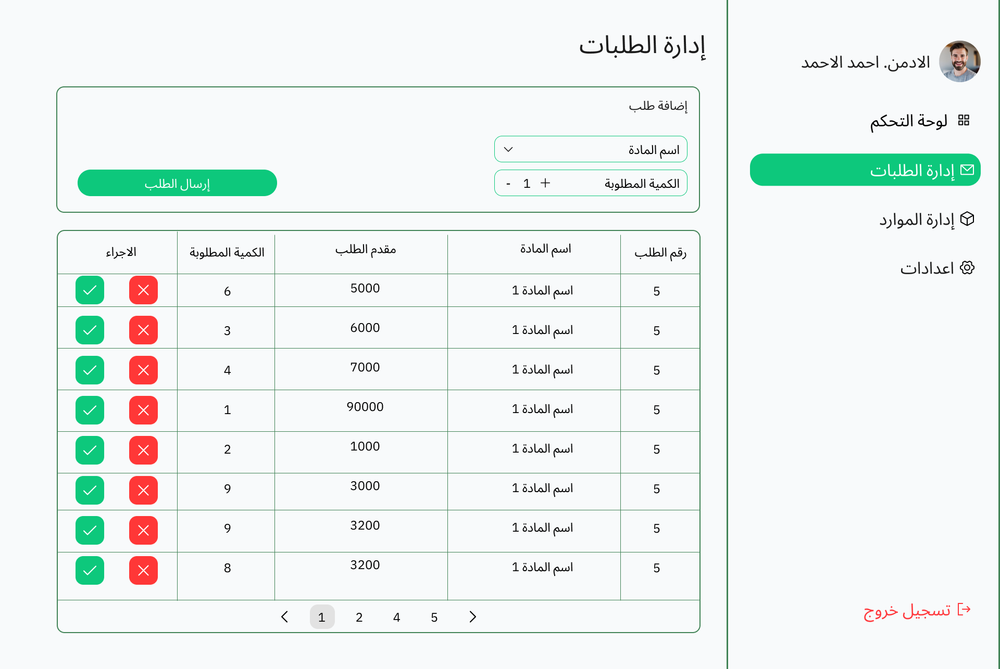 الادمن. احمد الاحمد
لوحة التحكم
إدارة الطلبات
إدارة الموارد
اعدادات
تسجيل خروج
إدارة الطلبات
إضافة طلب
اسم المادة
الكمية المطلوبة + 1 -
إرسال الطلب
رقم الطلب اسم المادة مقدم الطلب الكمية المطلوبة الاجراء
5 اسم المادة 1 5000 6
5 اسم المادة 1 6000 3
5 اسم المادة 1 7000 4
5 اسم المادة 1 90000 1
5 اسم المادة 1 1000 2
5 اسم المادة 1 3000 9
5 اسم المادة 1 3200 9
5 اسم المادة 1 3200 8
1 2 4 5